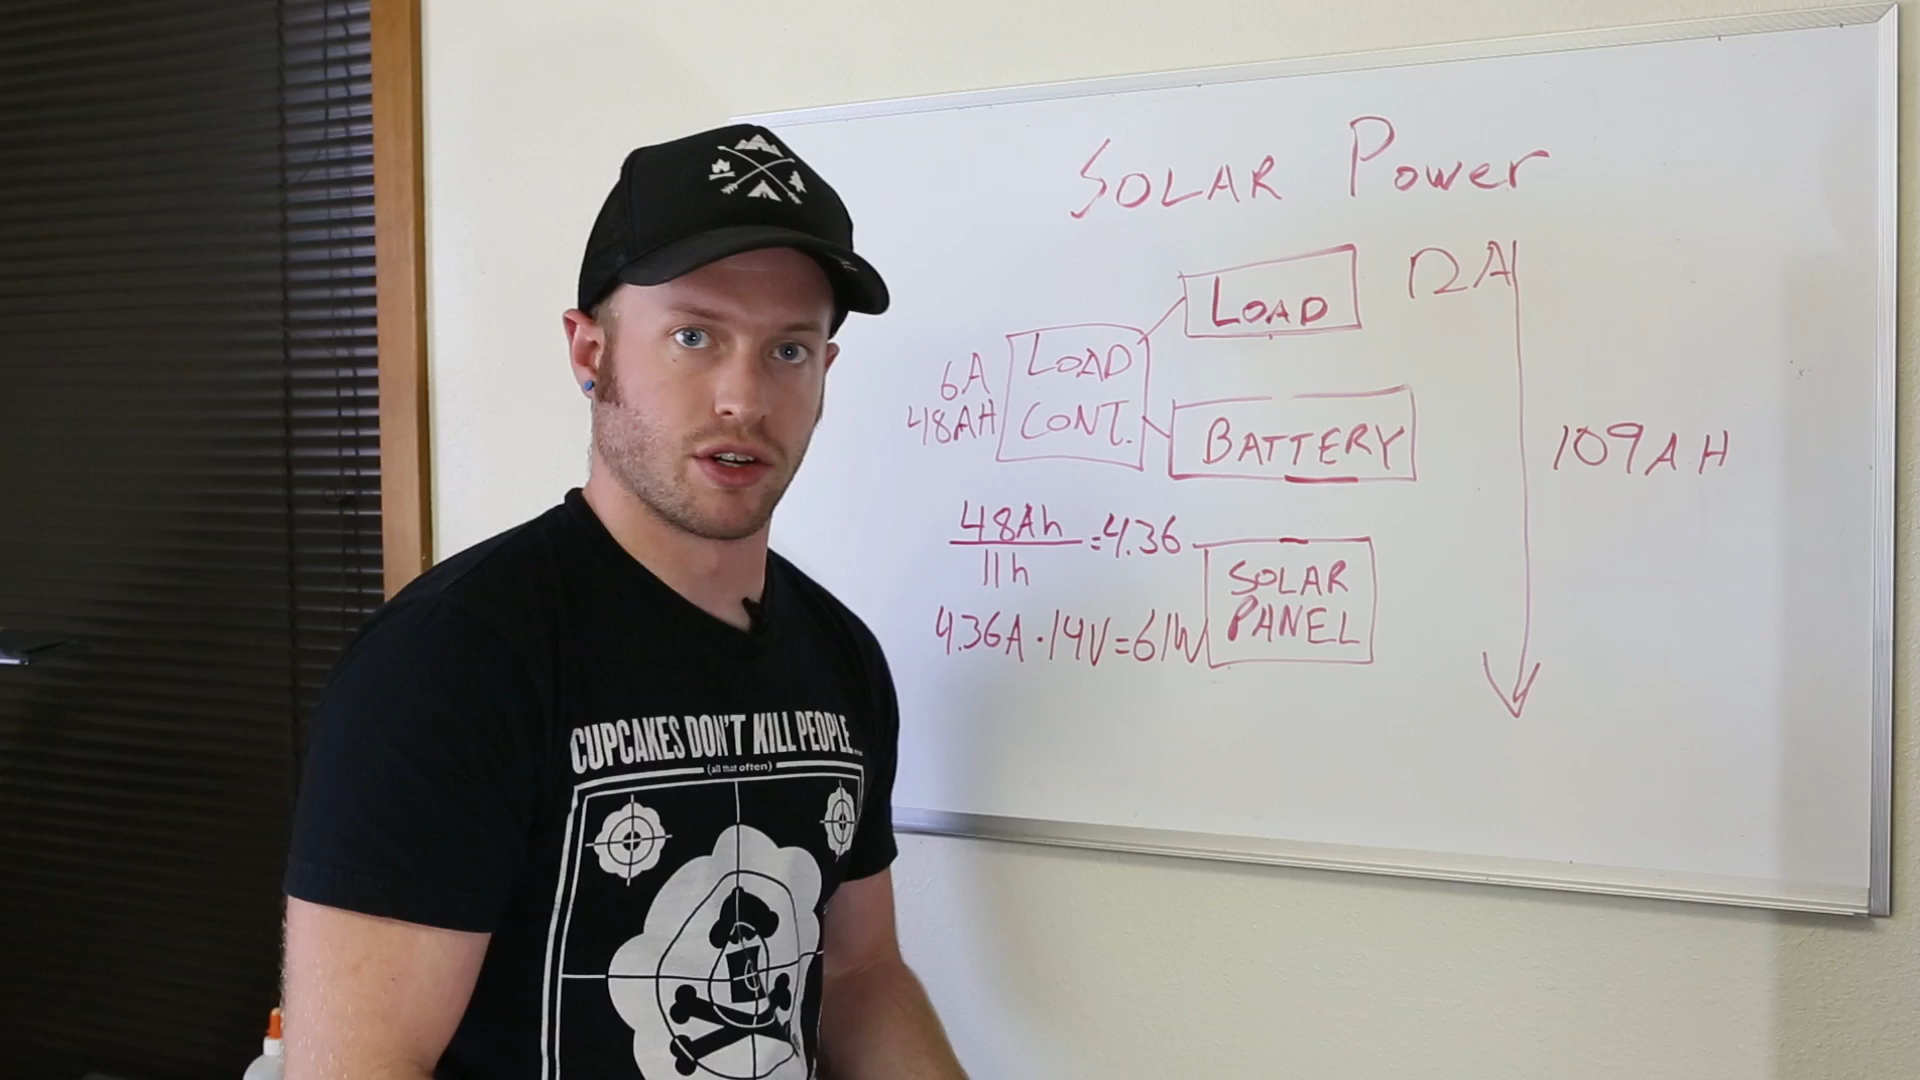 SOLAR Power
LOAD
12A
6A
48AH
LOAD
CONT.
BATTERY
109AH
48Ah
11h
=4.36
SOLAR
PANEL
4.36A·14V=61W
CUPCAKES DON'T KILL PEOPLE...
(all that often)